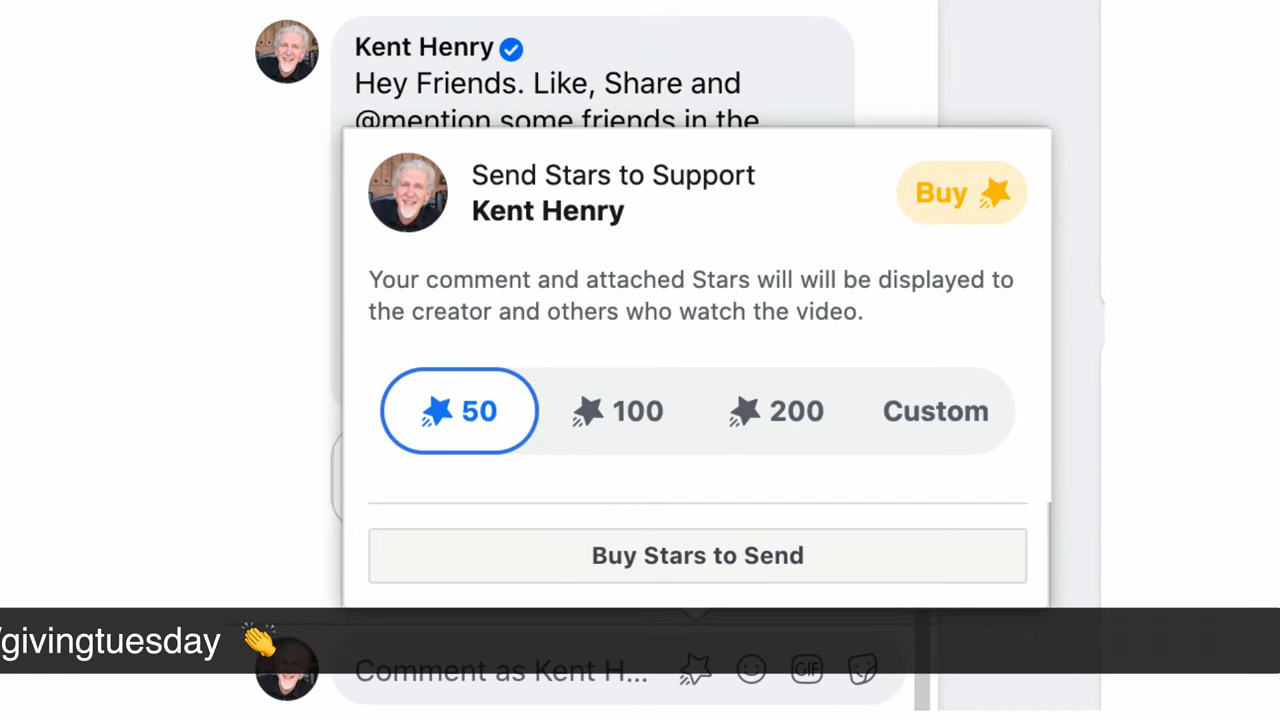 Kent Henry
Hey Friends. Like, Share and
@mention some friends in the
Send Stars to Support
Kent Henry
Buy
Your comment and attached Stars will will be displayed to
the creator and others who watch the video.
50 100 200 Custom
Buy Stars to Send
/givingtuesday 👏
Comment as Kent H...
GIF